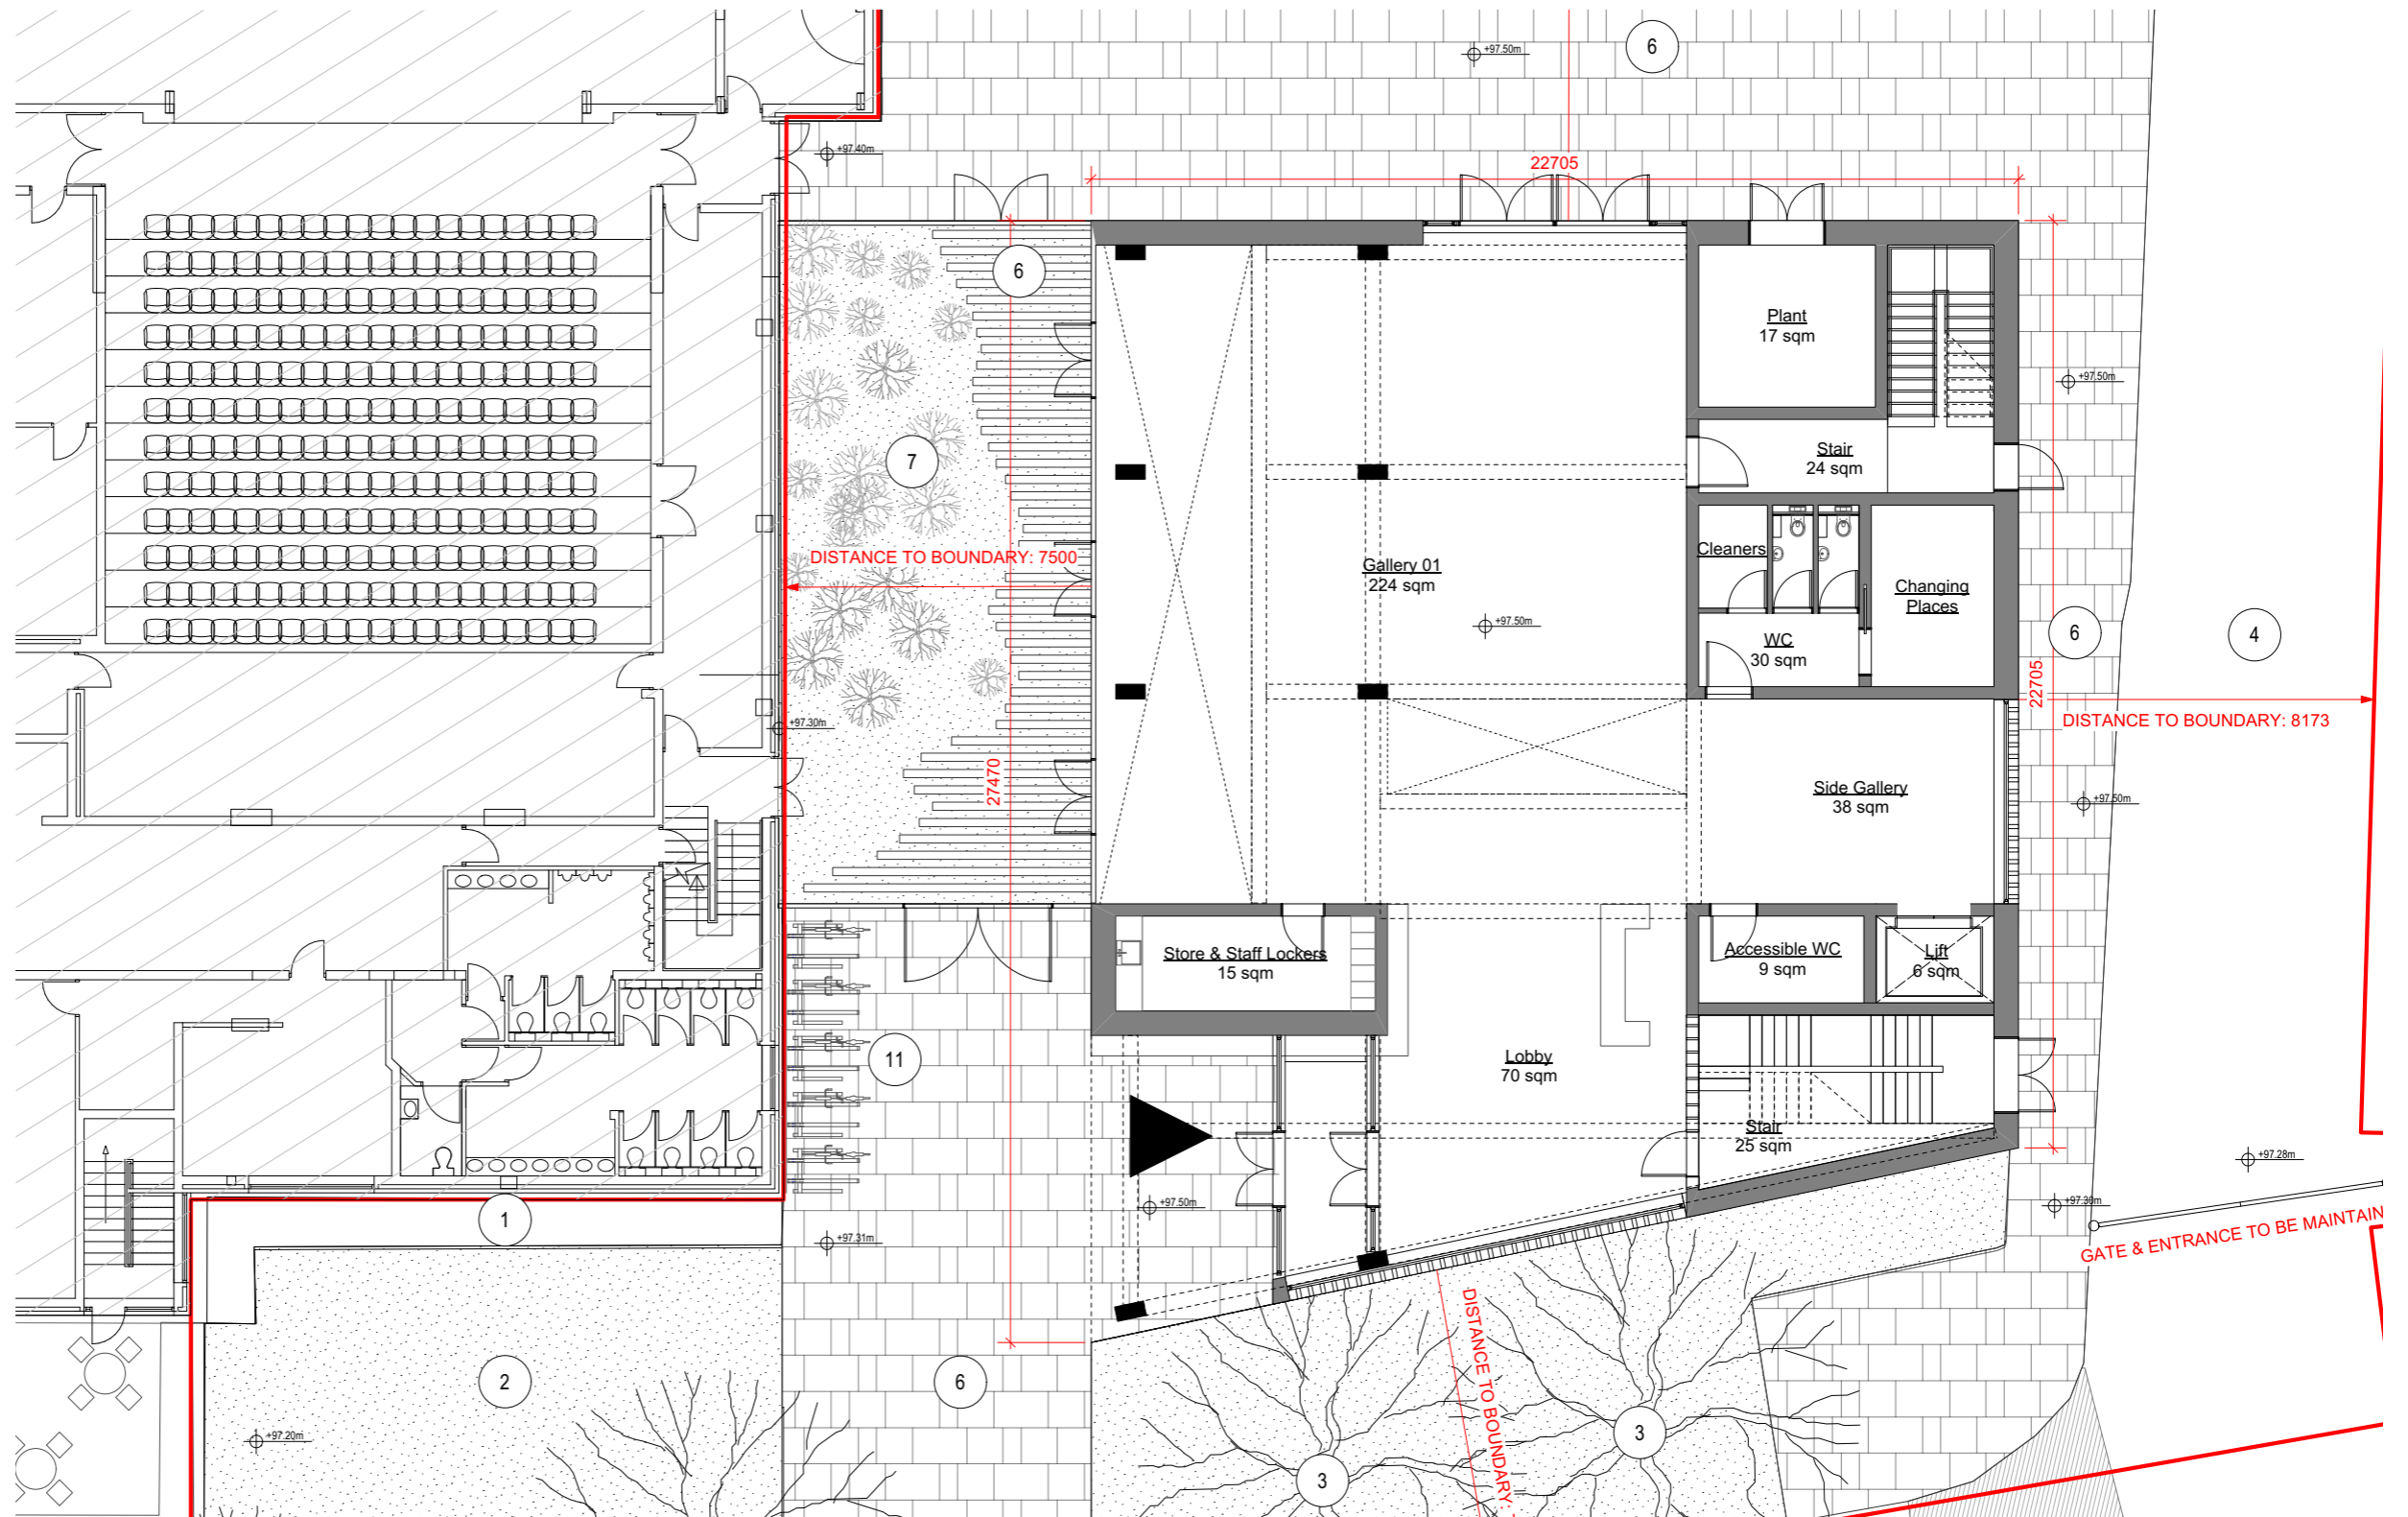 +97.50m
6
+97.40m
22705
6
Plant
17 sqm
+97.50m
7
Stair
24 sqm
DISTANCE TO BOUNDARY: 7500
Gallery 01
224 sqm
Cleaners
Changing
Places
+97.50m
WC
30 sqm
6
4
22705
+97.30m
DISTANCE TO BOUNDARY: 8173
27470
Side Gallery
38 sqm
+97.50m
Store & Staff Lockers
15 sqm
Accessible WC
9 sqm
Lift
6 sqm
11
Lobby
70 sqm
Stair
25 sqm
+97.28m
+97.50m
+97.30m
1
+97.31m
GATE & ENTRANCE TO BE MAINTAIN
DISTANCE TO BOUNDARY:
2
6
3
+97.20m
3